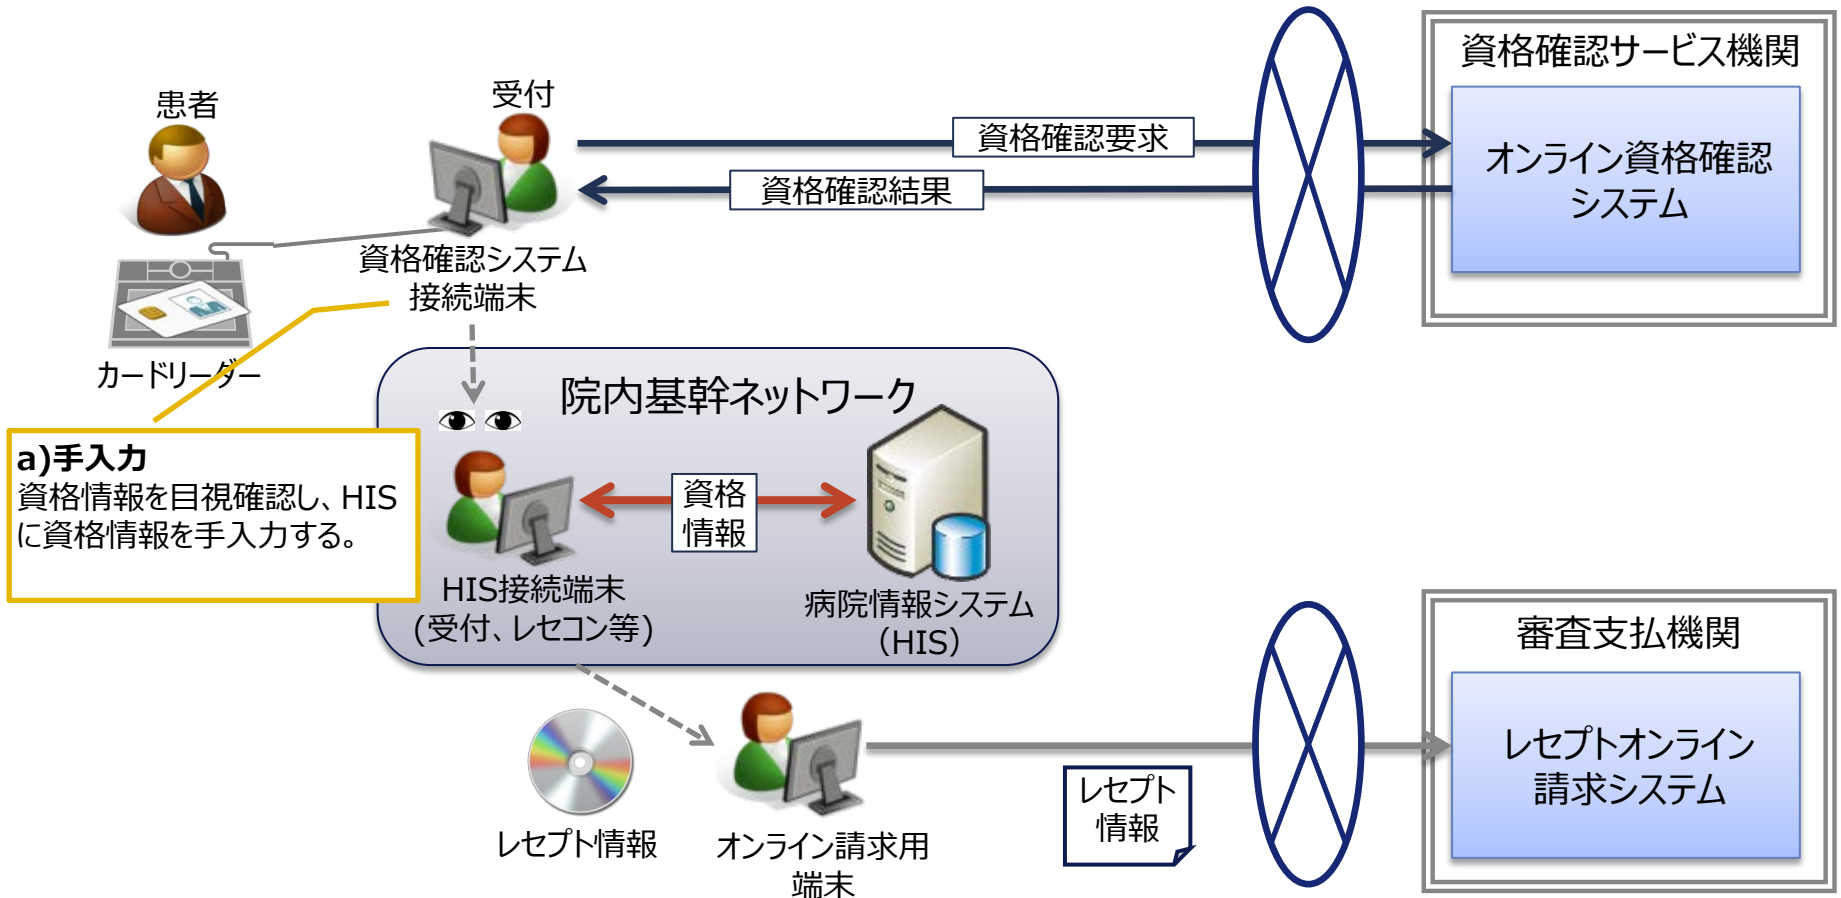 患者
受付
資格確認サービス機関
資格確認要求
オンライン資格確認
システム
資格確認結果
資格確認システム
接続端末
カードリーダー
院内基幹ネットワーク
a)手入力
資格情報を目視確認し、HIS
に資格情報を手入力する。
資格
情報
HIS接続端末
(受付、レセコン等)
病院情報システム
（HIS）
審査支払機関
レセプトオンライン
請求システム
レセプト
情報
レセプト情報
オンライン請求用
端末